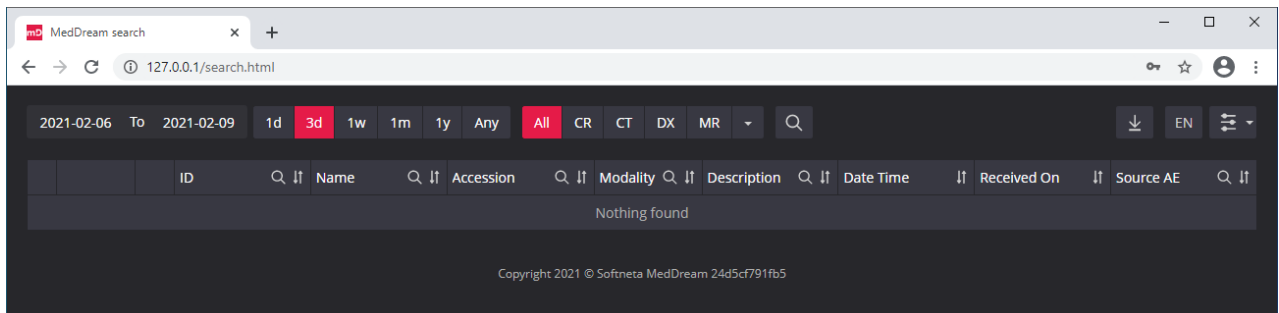 mD MedDream search
127.0.0.1/search.html
2021-02-06 To 2021-02-09 1d 3d 1w 1m 1y Any All CR CT DX MR EN
ID Name Accession Modality Description Date Time Received On Source AE
Nothing found
Copyright 2021 © Softneta MedDream 24d5cf791fb5